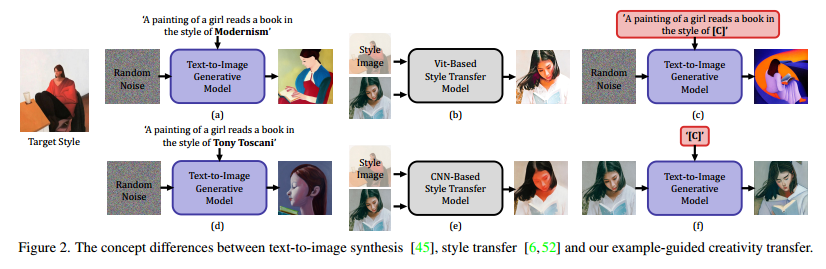 'A painting of a girl reads a book in
the style of Modernism'
Random
Noise
Text-to-Image
Generative
Model
(a)
Style
Image
Vit-Based
Style Transfer
Model
(b)
'A painting of a girl reads a book in
the style of [C]'
Random
Noise
Text-to-Image
Generative
Model
(c)
Target Style
'A painting of a girl reads a book in
the style of Tony Toscani'
Random
Noise
Text-to-Image
Generative
Model
(d)
Style
Image
CNN-Based
Style Transfer
Model
(e)
'[C]'
Text-to-Image
Generative
Model
(f)
Figure 2. The concept differences between text-to-image synthesis [45], style transfer [6,52] and our example-guided creativity transfer.